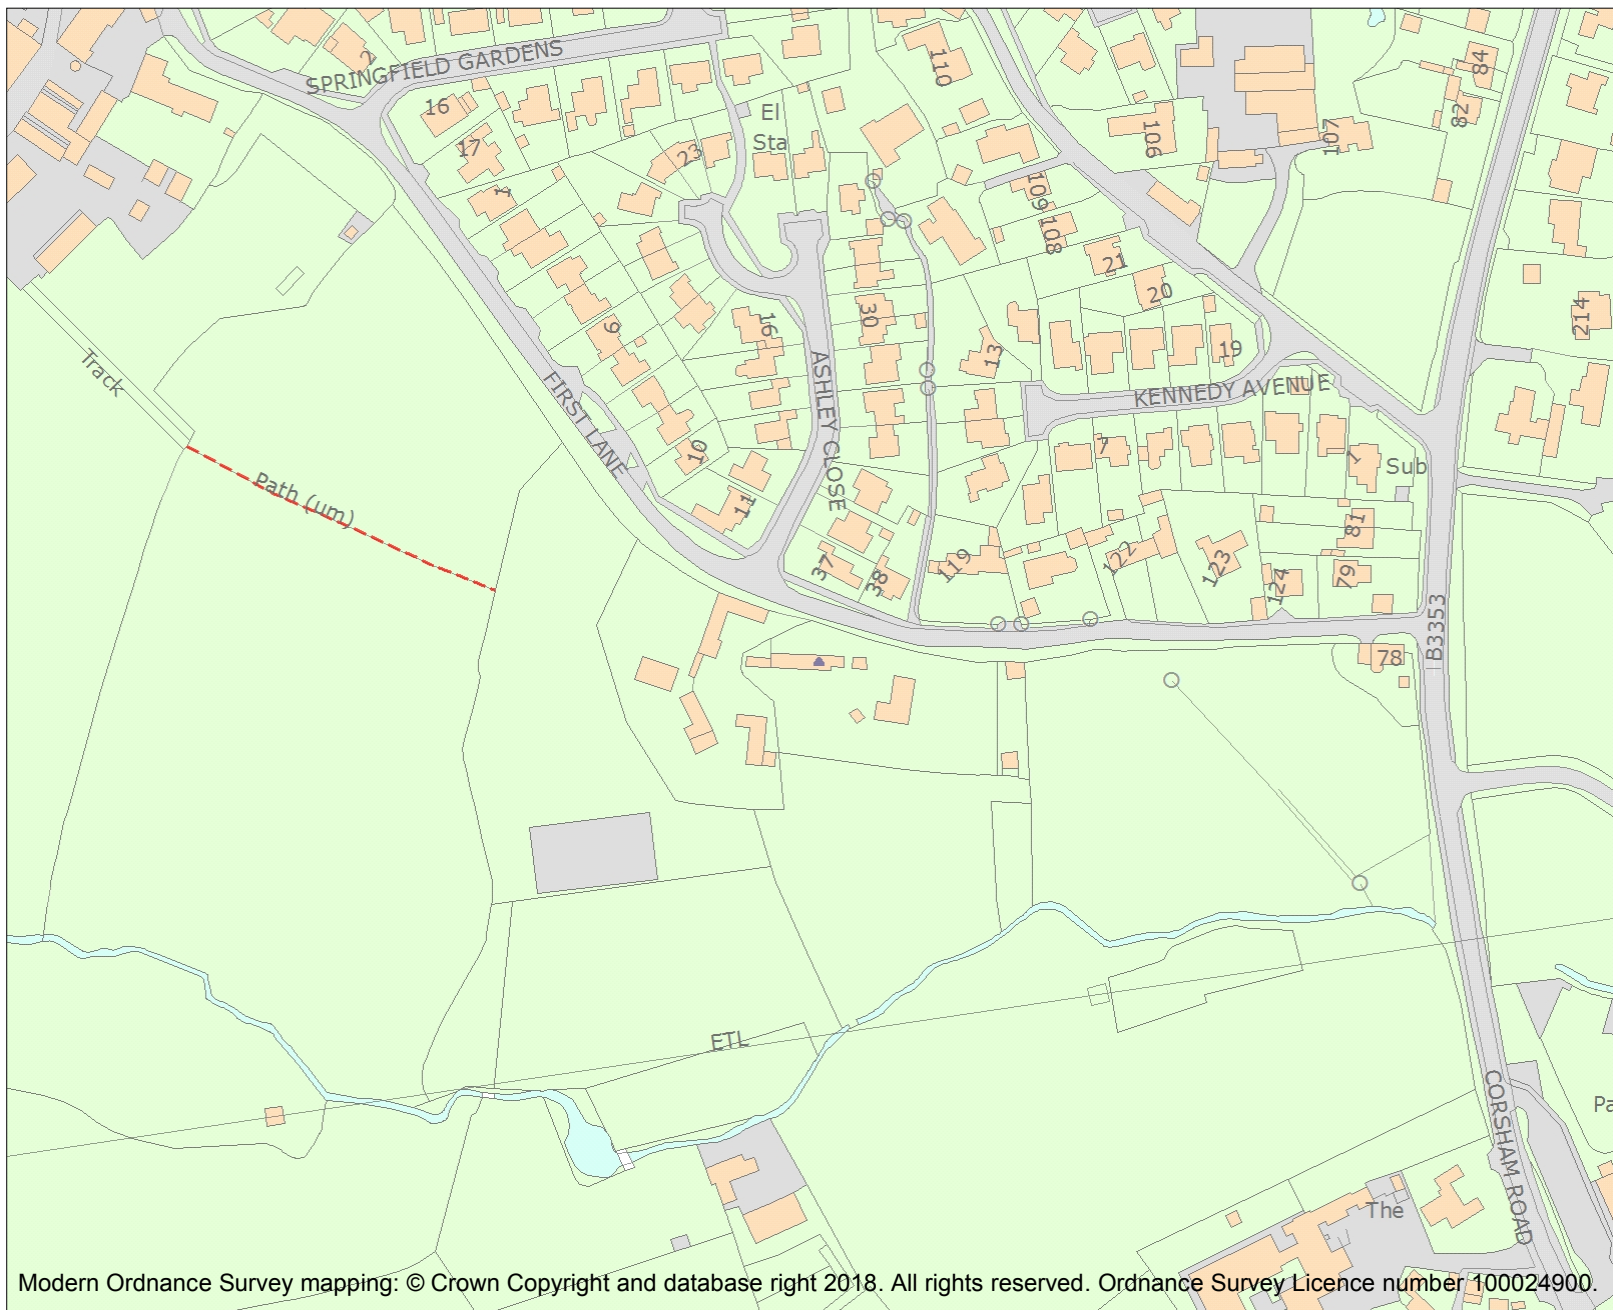 SPRINGFIELD GARDENS
2
16
17
1
23
El
Sta
110
106
107
84
82
109
108
21
20
214
30
16
9
13
19
Track
ASHLEY CLOSE
KENNEDY AVENUE
FIRST LANE
7
1
Sub
10
11
Path (um)
81
37
38
119
122
123
124
79
B3353
78
ETL
CORSHAM ROAD
Pa
The
Modern Ordnance Survey mapping: © Crown Copyright and database right 2018. All rights reserved. Ordnance Survey Licence number 100024900.